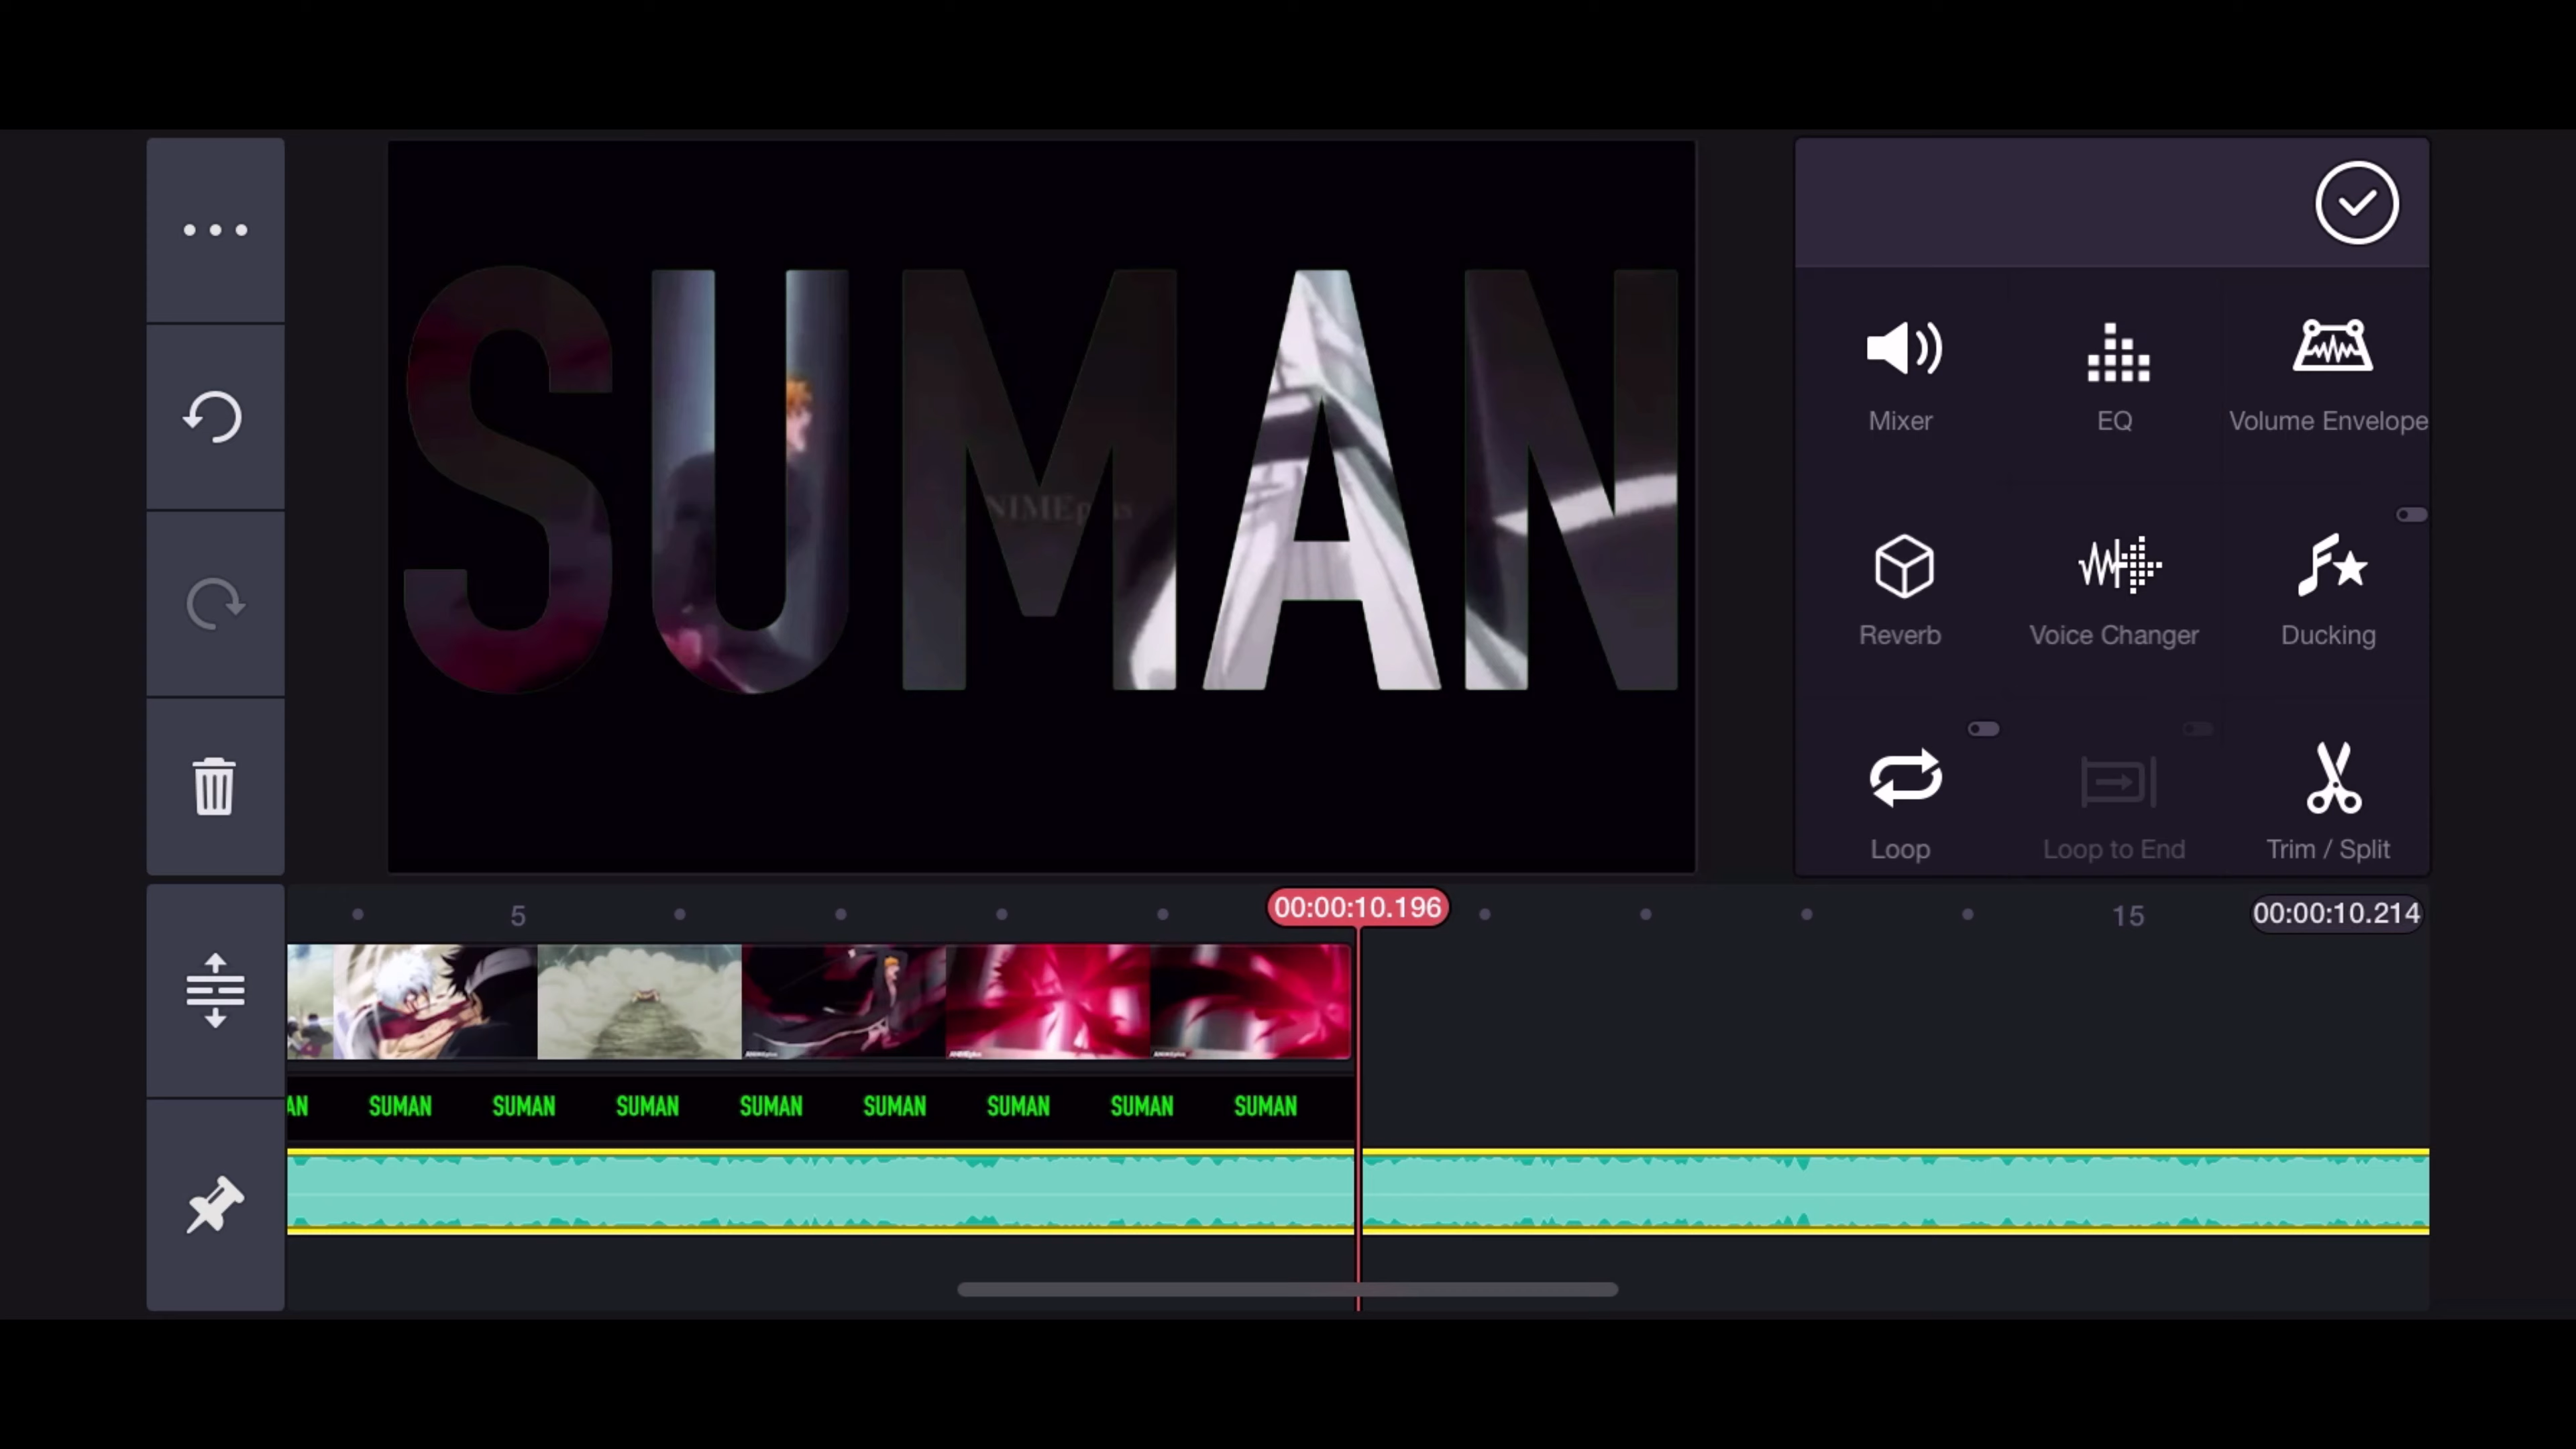 SUMAN
NIMEp
Mixer
EQ
Volume Envelope
Reverb
Voice Changer
Ducking
Loop
Loop to End
Trim / Split
5
00:00:10.196
15
00:00:10.214
AN SUMAN SUMAN SUMAN SUMAN SUMAN SUMAN SUMAN SUMAN